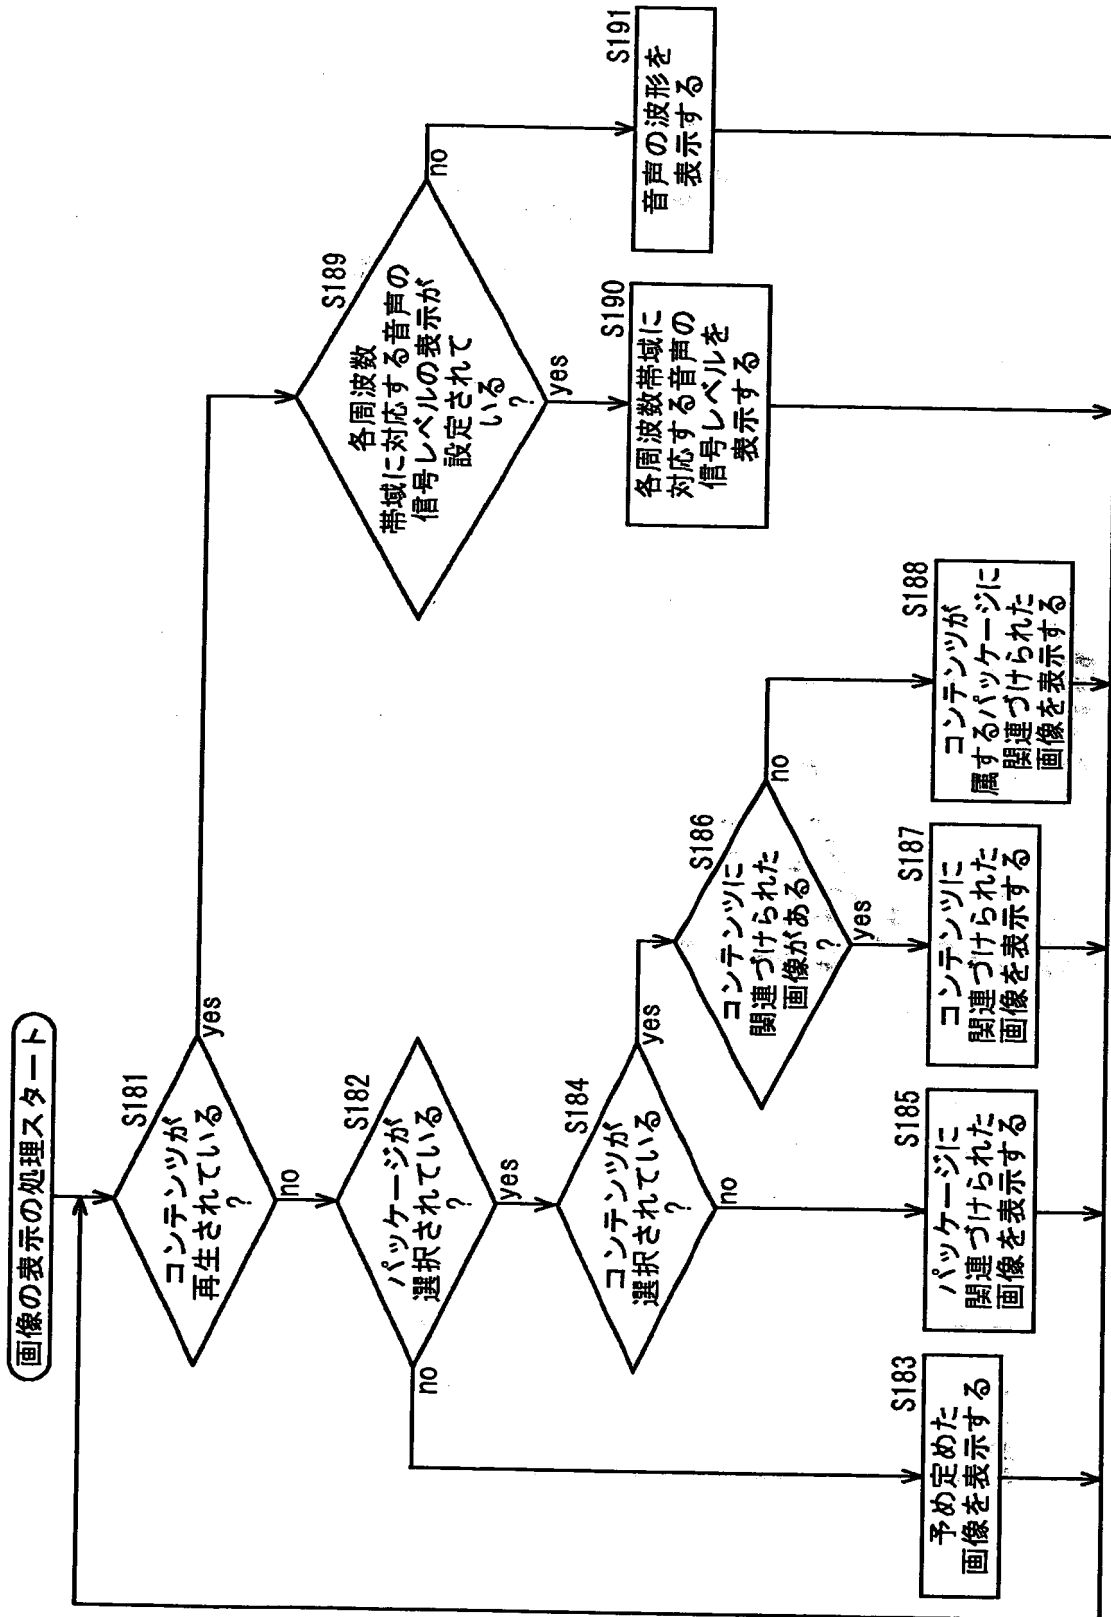 画像の表示の処理スタート
S181
コンテンツが
再生されている
?
yes
no
S182
パッケージが
選択されている
?
no
yes
S184
コンテンツが
選択されている
?
yes
no
S183
予め定めた
画像を表示する
S185
パッケージに
関連づけられた
画像を表示する
S186
コンテンツに
関連づけられた
画像がある
?
no
yes
S187
コンテンツに
関連づけられた
画像を表示する
S188
コンテンツが
属するパッケージに
関連づけられた
画像を表示する
S189
各周波数
帯域に対応する音声の
信号レベルの表示が
設定されて
いる
?
no
yes
S190
各周波数帯域に
対応する音声の
信号レベルを
表示する
S191
音声の波形を
表示する